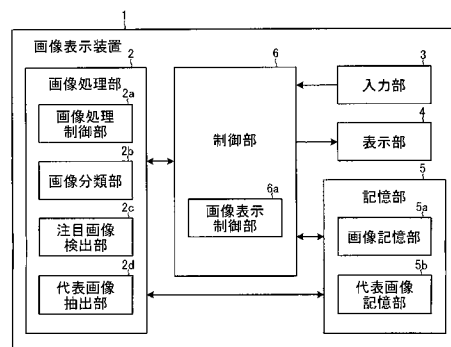 1
画像表示装置
2
画像処理部
2a
画像処理
制御部
2b
画像分類部
2c
注目画像
検出部
2d
代表画像
抽出部
6
制御部
6a
画像表示
制御部
3
入力部
4
表示部
5
記憶部
5a
画像記憶部
5b
代表画像
記憶部